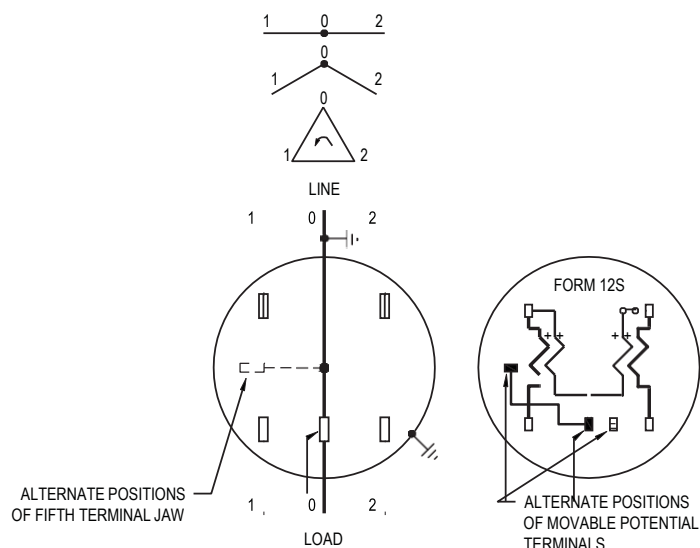 1 0 2
0
1 2
0
1 2
LINE
1 0 2
FORM 12S
+ + + +
ALTERNATE POSITIONS
OF FIFTH TERMINAL JAW
1 0 2
LOAD
ALTERNATE POSITIONS
OF MOVABLE POTENTIAL
TERMINALS